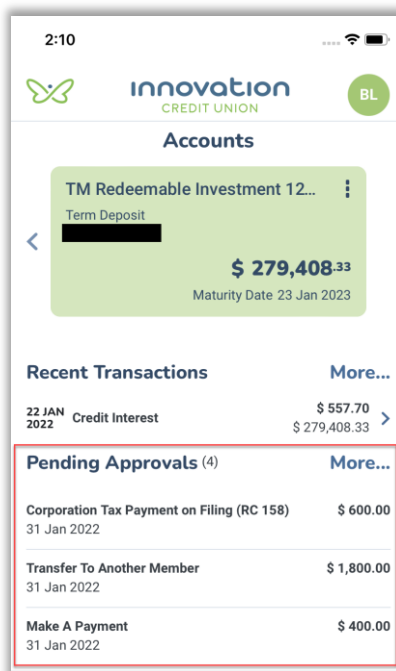 2:10
innovation
CREDIT UNION
BL
Accounts
TM Redeemable Investment 12...
Term Deposit
$ 279,408.33
Maturity Date 23 Jan 2023
Recent Transactions More...
22 JAN 2022 Credit Interest $ 557.70
$ 279,408.33
Pending Approvals (4) More...
Corporation Tax Payment on Filing (RC 158) $ 600.00
31 Jan 2022
Transfer To Another Member $ 1,800.00
31 Jan 2022
Make A Payment $ 400.00
31 Jan 2022